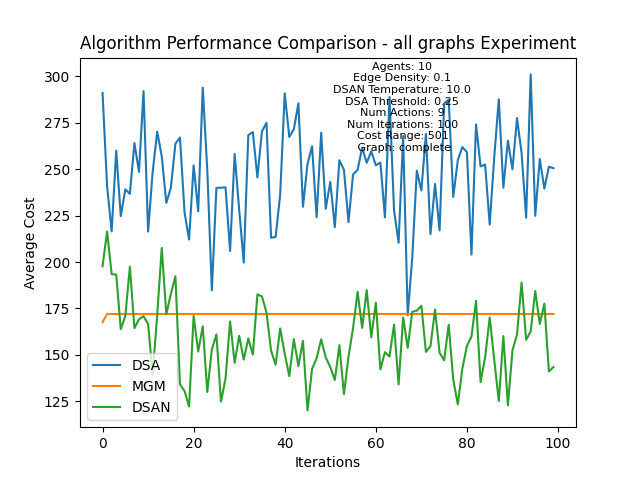 Algorithm Performance Comparison - all graphs Experiment
Agents: 10
Edge Density: 0.1
DSAN Temperature: 10.0
DSA Threshold: 0.25
Num Actions: 9
Num Iterations: 100
Cost Range: 501
Graph: complete
Average Cost
300
275
250
225
200
175
150
125
DSA
MGM
DSAN
0
20
40
60
80
100
Iterations